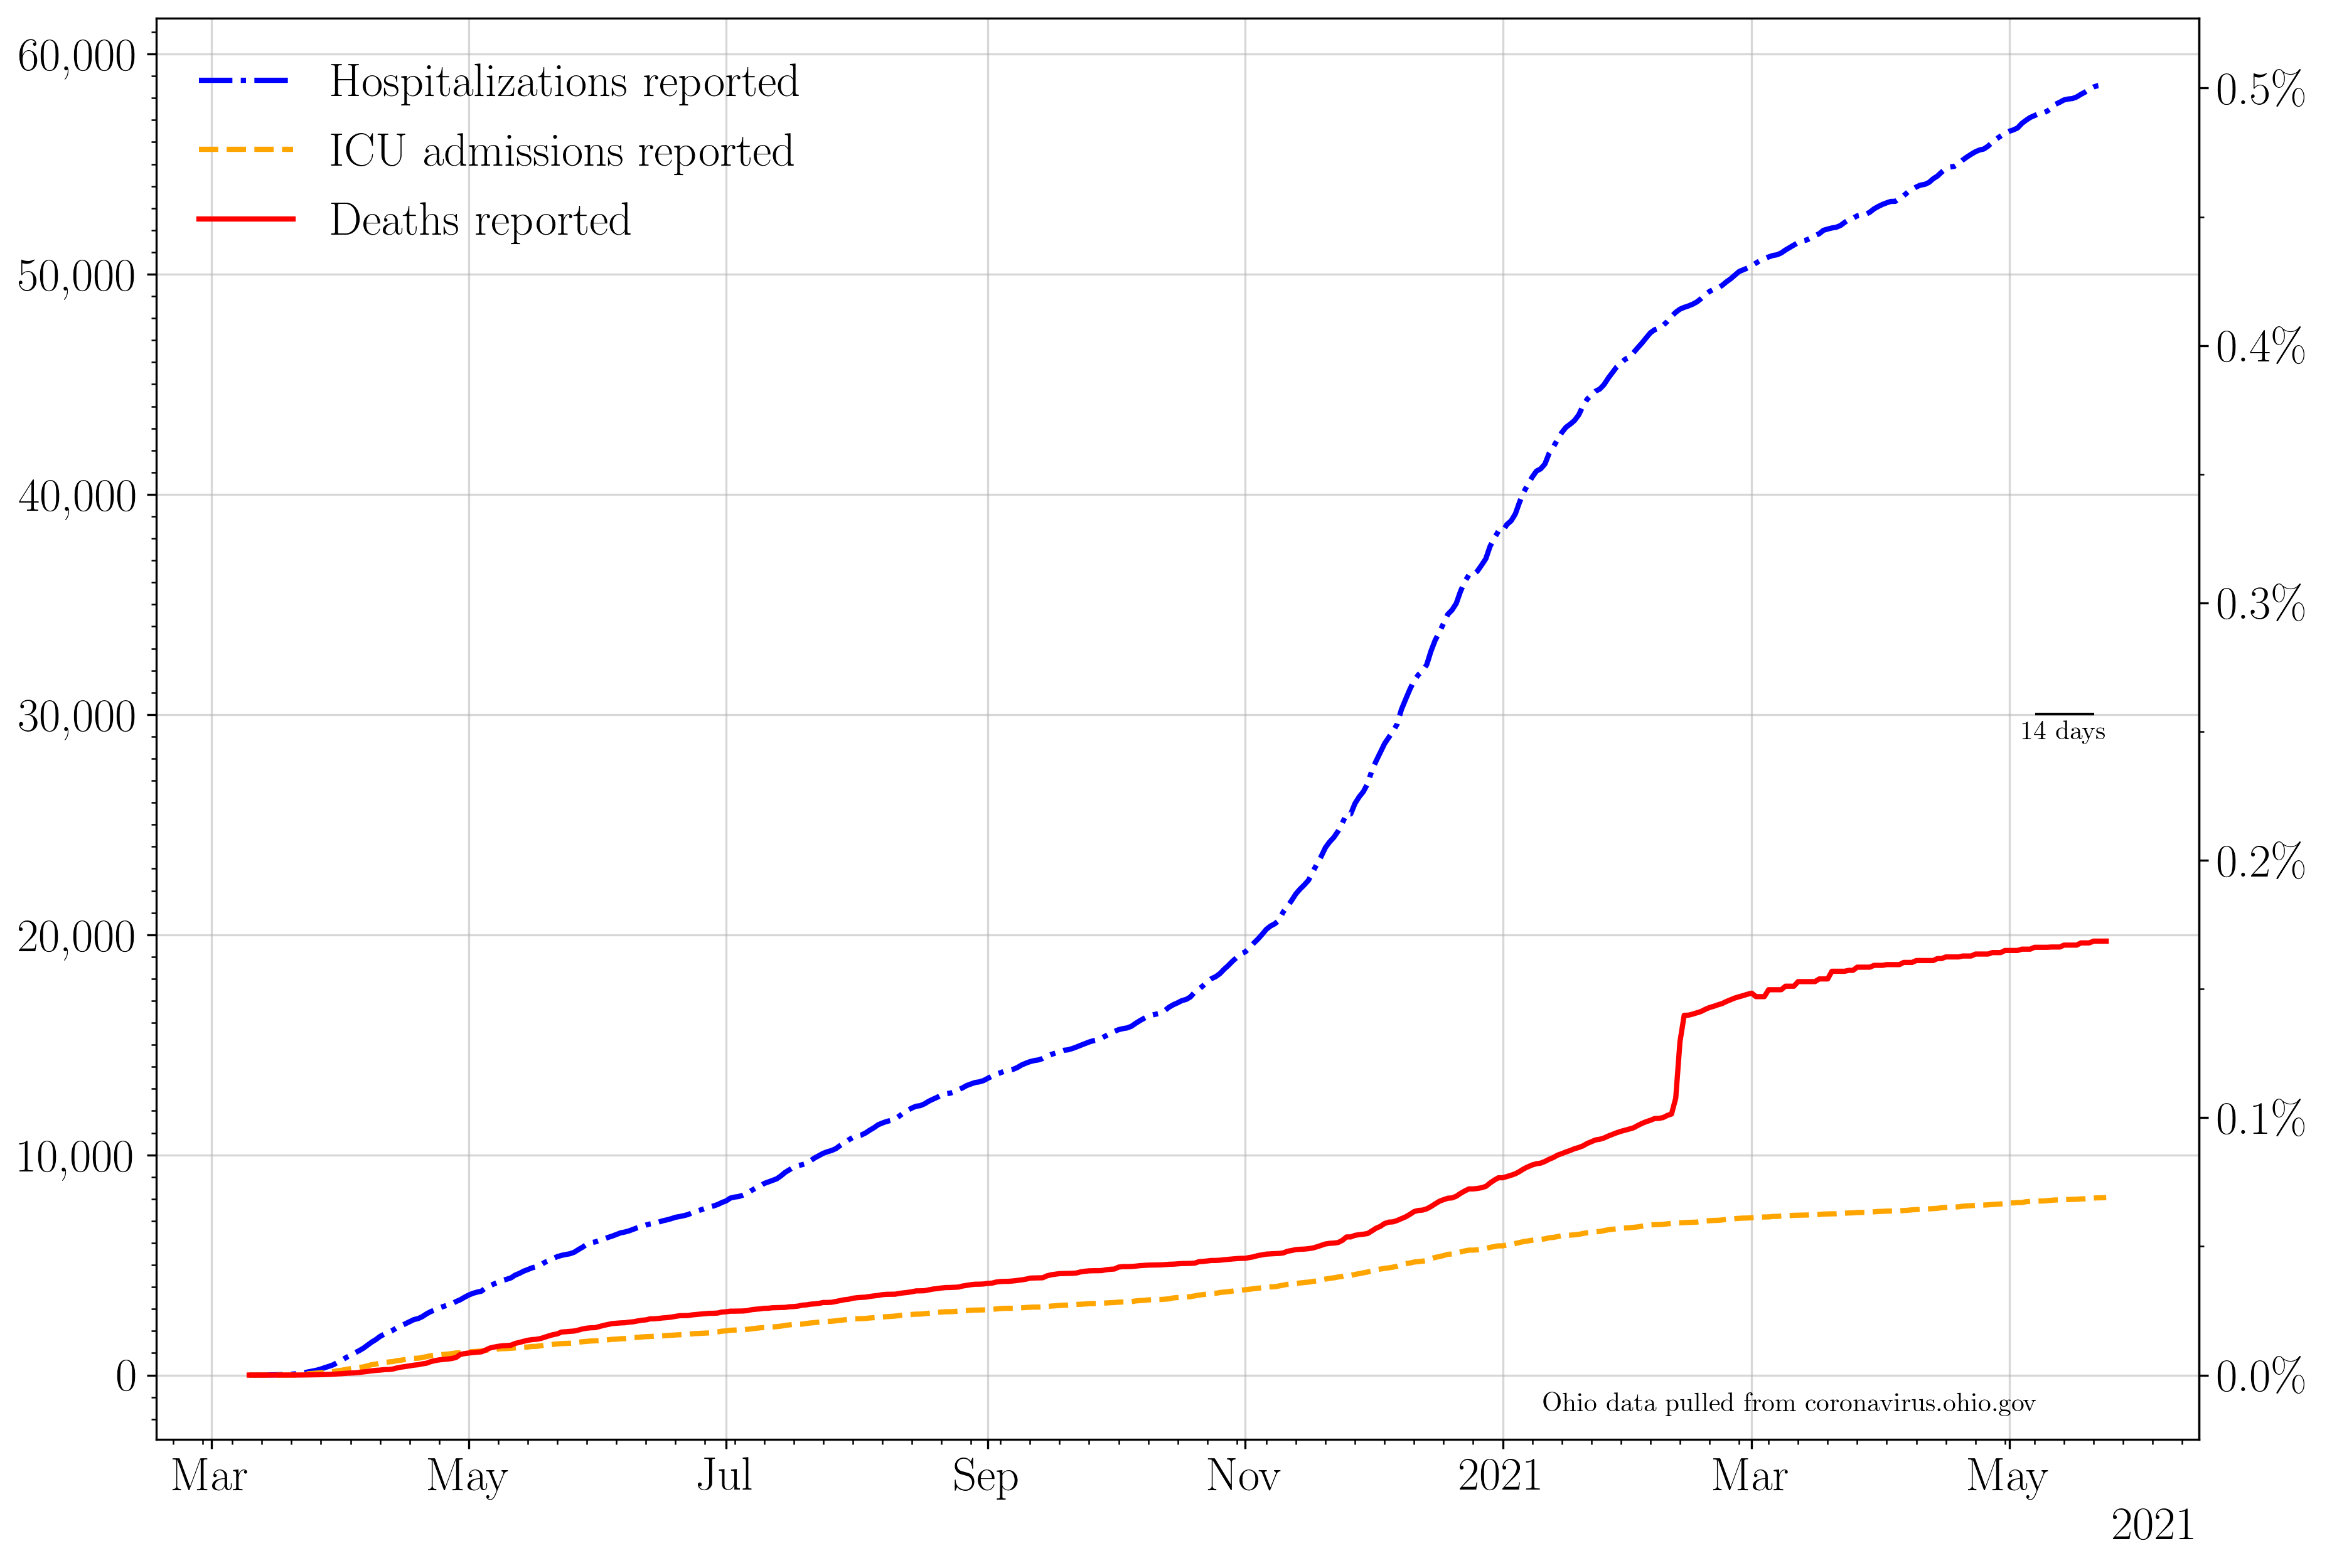 60,000
50,000
40,000
30,000
20,000
10,000
0
Hospitalizations reported
ICU admissions reported
Deaths reported
0.5%
0.4%
0.3%
0.2%
0.1%
0.0%
14 days
Ohio data pulled from coronavirus.ohio.gov
Mar May Jul Sep Nov 2021 Mar May
2021